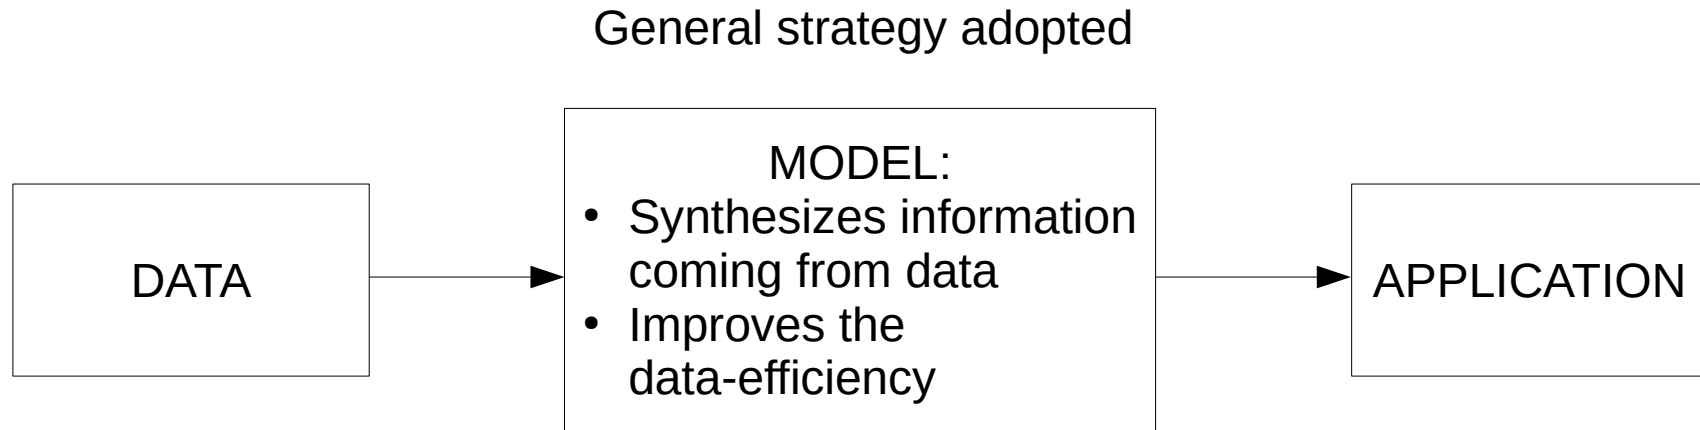 General strategy adopted
DATA
MODEL:
• Synthesizes information
coming from data
• Improves the
data-efficiency
APPLICATION